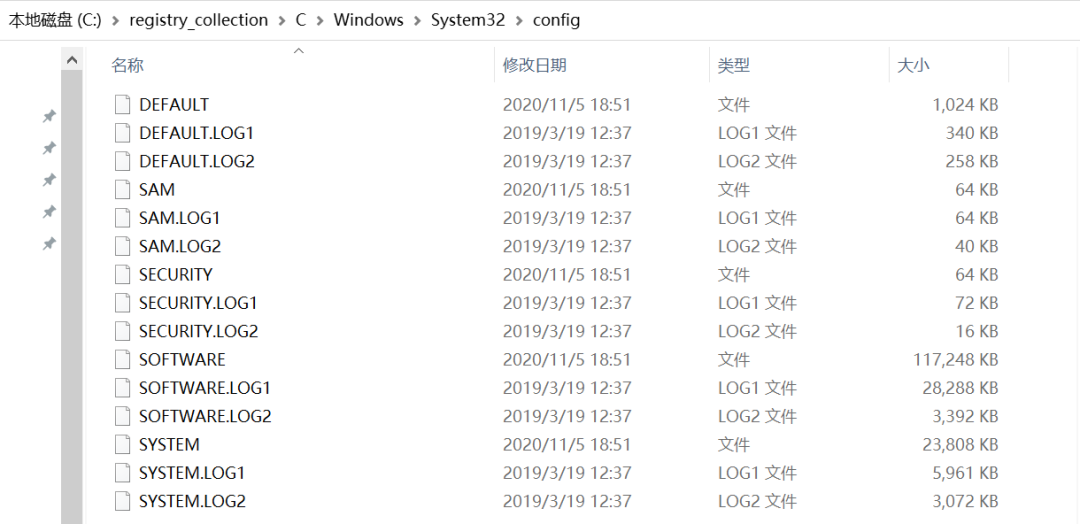 本地磁盘 (C:) > registry_collection > C > Windows > System32 > config
名称 修改日期 类型 大小
DEFAULT 2020/11/5 18:51 文件 1,024 KB
DEFAULT.LOG1 2019/3/19 12:37 LOG1 文件 340 KB
DEFAULT.LOG2 2019/3/19 12:37 LOG2 文件 258 KB
SAM 2020/11/5 18:51 文件 64 KB
SAM.LOG1 2019/3/19 12:37 LOG1 文件 64 KB
SAM.LOG2 2019/3/19 12:37 LOG2 文件 40 KB
SECURITY 2020/11/5 18:51 文件 64 KB
SECURITY.LOG1 2019/3/19 12:37 LOG1 文件 72 KB
SECURITY.LOG2 2019/3/19 12:37 LOG2 文件 16 KB
SOFTWARE 2020/11/5 18:51 文件 117,248 KB
SOFTWARE.LOG1 2019/3/19 12:37 LOG1 文件 28,288 KB
SOFTWARE.LOG2 2019/3/19 12:37 LOG2 文件 3,392 KB
SYSTEM 2020/11/5 18:51 文件 23,808 KB
SYSTEM.LOG1 2019/3/19 12:37 LOG1 文件 5,961 KB
SYSTEM.LOG2 2019/3/19 12:37 LOG2 文件 3,072 KB